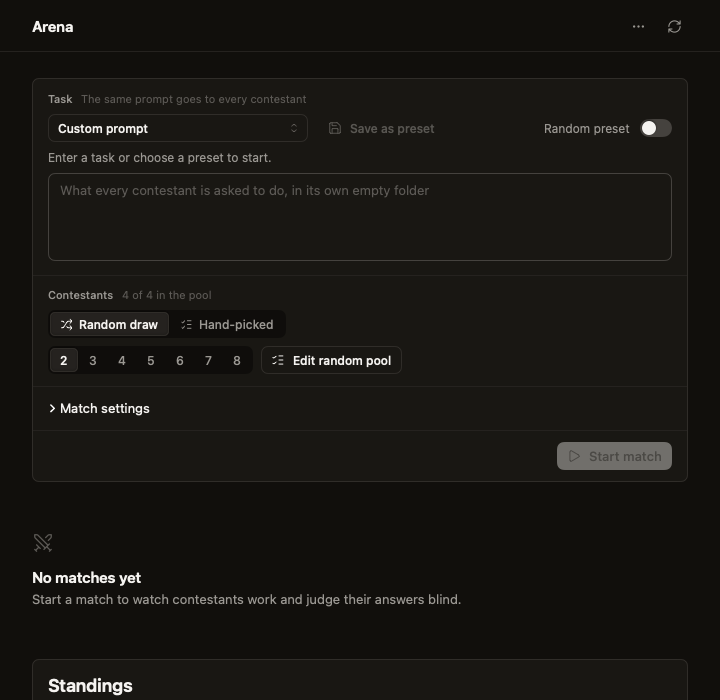 Arena
Task The same prompt goes to every contestant
Custom prompt Save as preset Random preset
Enter a task or choose a preset to start.
What every contestant is asked to do, in its own empty folder
Contestants 4 of 4 in the pool
Random draw Hand-picked
2 3 4 5 6 7 8 Edit random pool
Match settings
Start match
No matches yet
Start a match to watch contestants work and judge their answers blind.
Standings